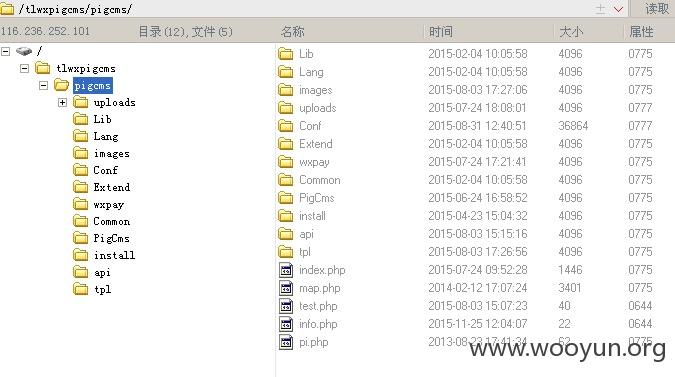 /tlwxpigcms/pigcms/ 读取
116.236.252.101 目录(12),文件(5) 名称 时间 大小 属性
/
tlwxpigcms
pigcms
uploads
Lib
Lang
images
Conf
Extend
wxpay
Common
PigCms
install
api
tpl
Lib 2015-02-04 10:05:58 4096 0775
Lang 2015-02-04 10:05:58 4096 0775
images 2015-08-03 17:27:06 4096 0775
uploads 2015-07-24 18:08:01 4096 0777
Conf 2015-08-31 12:40:51 36864 0777
Extend 2015-02-04 10:05:58 4096 0775
wxpay 2015-07-24 17:21:41 4096 0775
Common 2015-02-04 10:05:58 4096 0775
PigCms 2015-06-24 16:58:52 4096 0775
install 2015-04-23 15:04:32 4096 0775
api 2015-08-03 15:15:16 4096 0775
tpl 2015-08-03 17:26:56 4096 0775
index.php 2015-07-24 09:52:28 1446 0775
map.php 2014-02-12 17:07:24 3401 0775
test.php 2015-08-03 15:07:23 40 0644
info.php 2015-11-25 12:04:07 22 0644
pi.php 2013-08-23 17:41:34 62 0775
www.wooyun.org